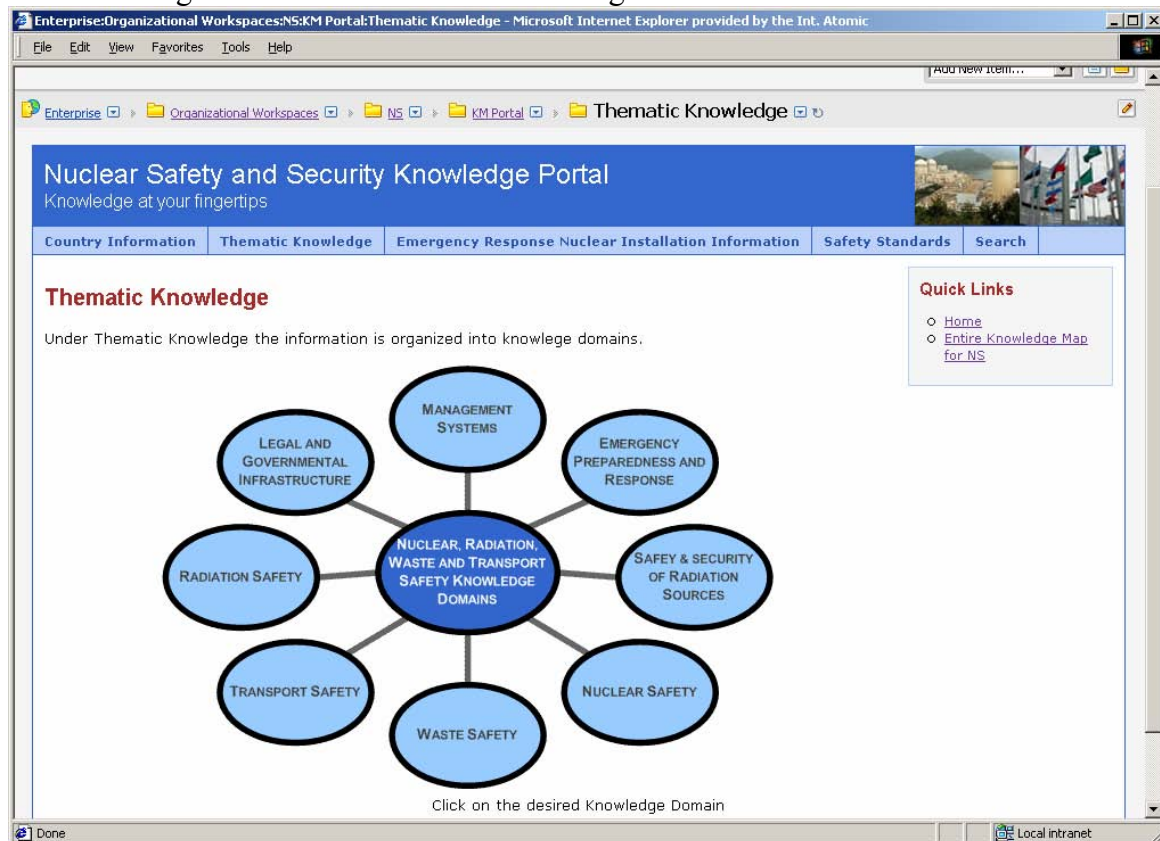 Enterprise:Organizational Workspaces:NS:KM Portal:Thematic Knowledge - Microsoft Internet Explorer provided by the Int. Atomic
File Edit View Favorites Tools Help
Add New Item...
Enterprise Organizational Workspaces NS KM Portal Thematic Knowledge
Nuclear Safety and Security Knowledge Portal
Knowledge at your fingertips
Country Information Thematic Knowledge Emergency Response Nuclear Installation Information Safety Standards Search
Thematic Knowledge
Under Thematic Knowledge the information is organized into knowlege domains.
Quick Links
Home
Entire Knowledge Map
for NS
MANAGEMENT
SYSTEMS
LEGAL AND
GOVERNMENTAL
INFRASTRUCTURE
EMERGENCY
PREPAREDNESS AND
RESPONSE
NUCLEAR, RADIATION,
WASTE AND TRANSPORT
SAFETY KNOWLEDGE
DOMAINS
RADIATION SAFETY
SAFEY & SECURITY
OF RADIATION
SOURCES
TRANSPORT SAFETY
NUCLEAR SAFETY
WASTE SAFETY
Click on the desired Knowledge Domain
Done
Local intranet